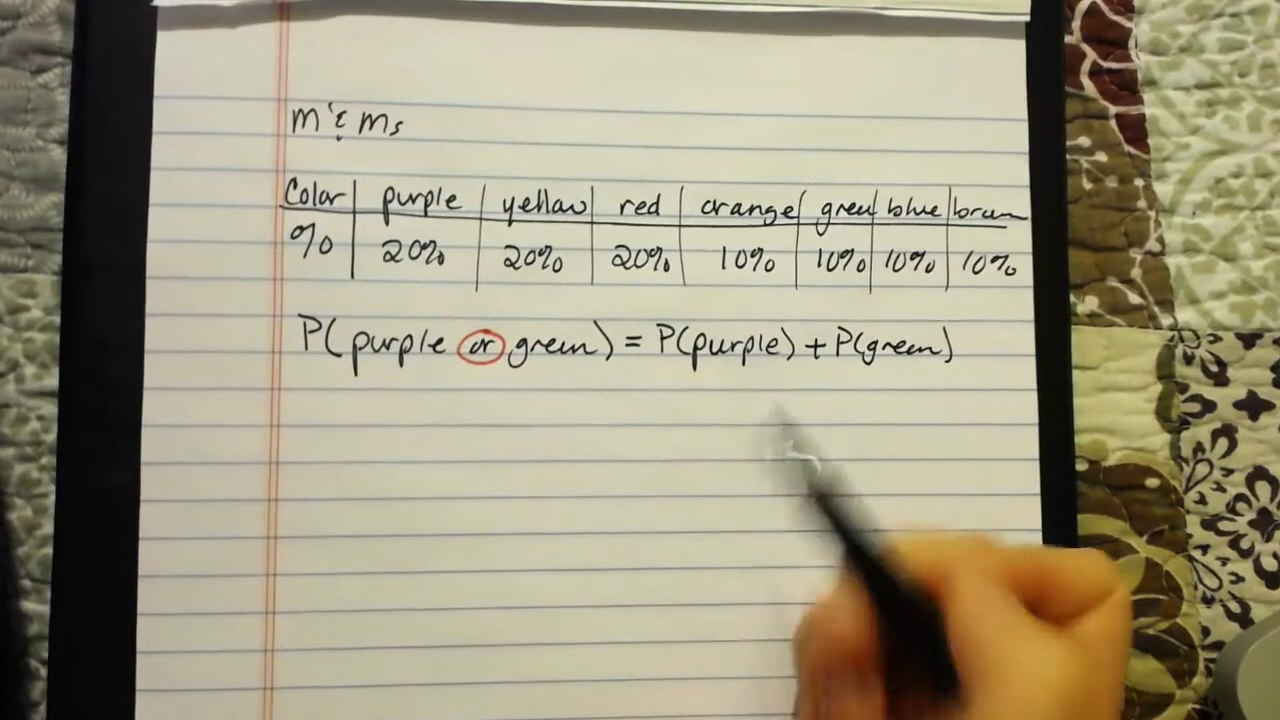 m & ms
Color purple yellow red orange green blue brown
% 20% 20% 20% 10% 10% 10% 10%
P(purple or green) = P(purple) + P(green)